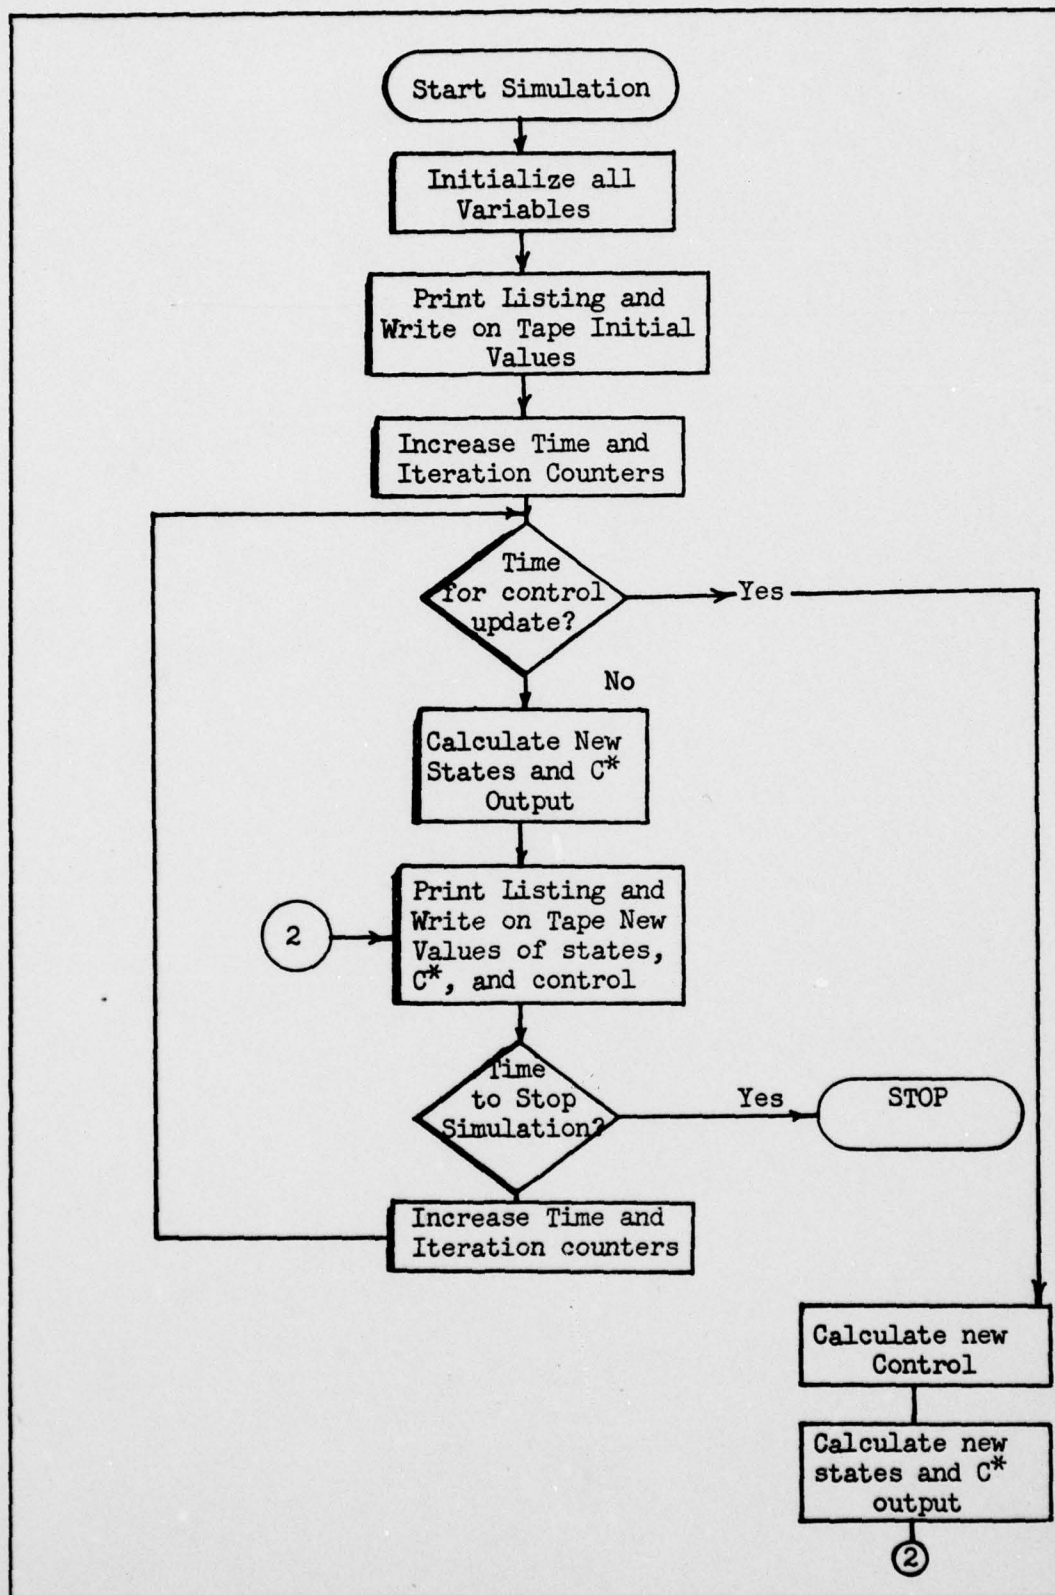 Start Simulation
Initialize all
Variables
Print Listing and
Write on Tape Initial
Values
Increase Time and
Iteration Counters
Time
for control
update?
Yes
No
Calculate New
States and C*
Output
2
Print Listing and
Write on Tape New
Values of states,
C*, and control
Time
to Stop
Simulation?
Yes
STOP
Increase Time and
Iteration counters
Calculate new
Control
Calculate new
states and C*
output
2